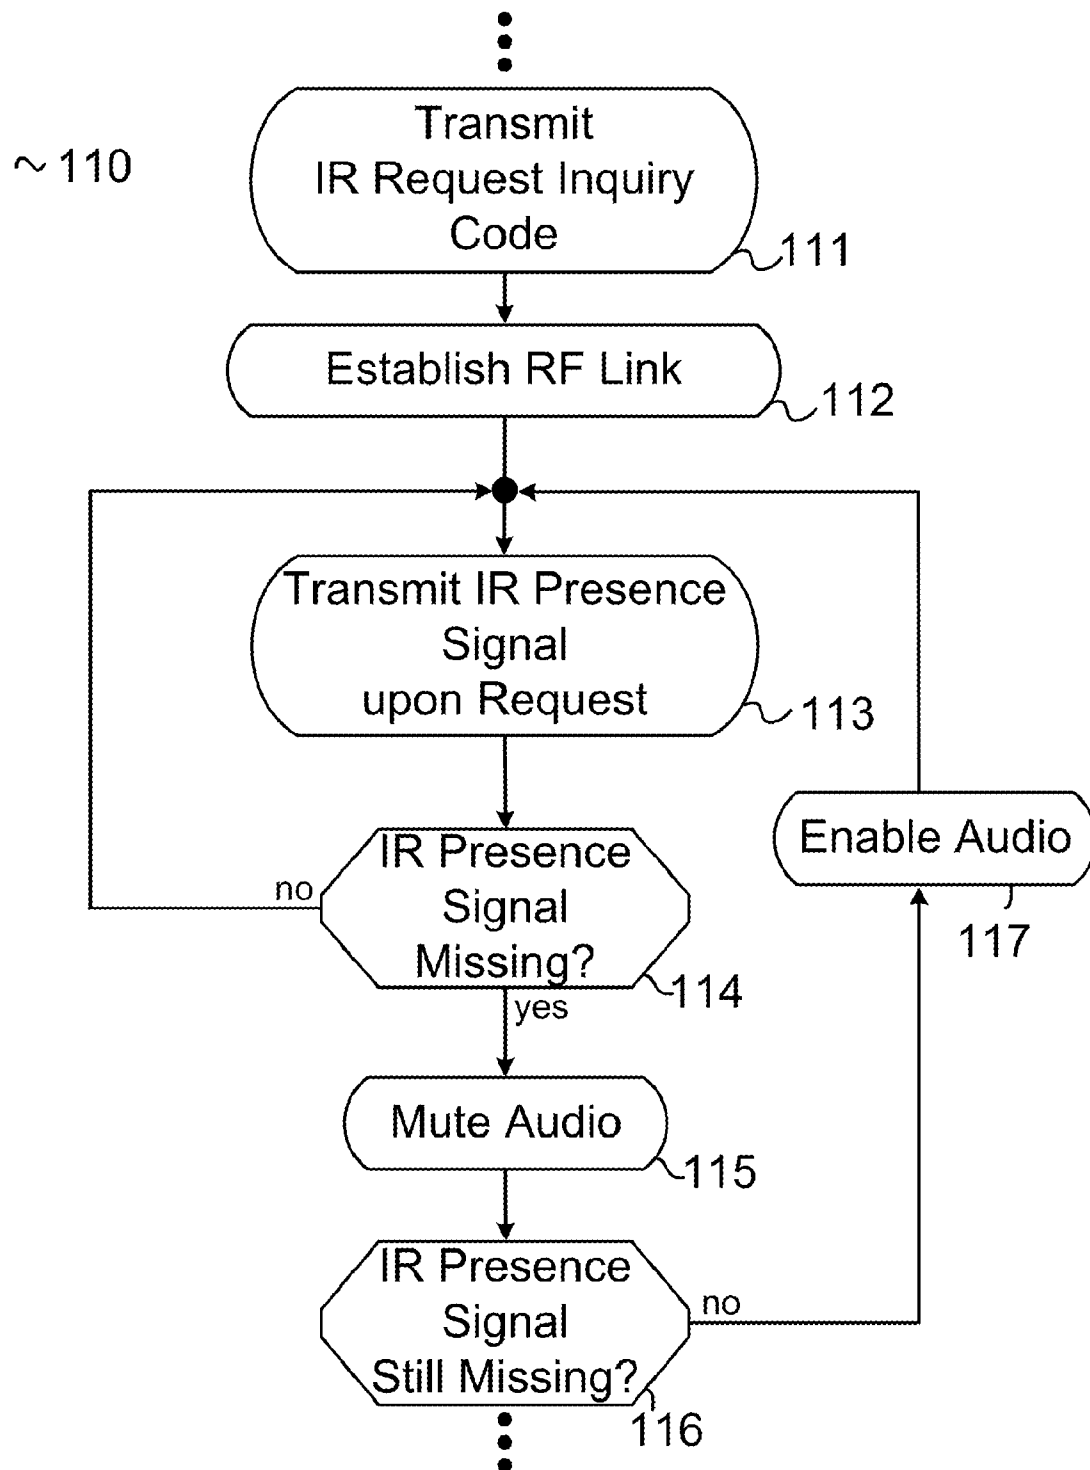 ~ 110
Transmit
IR Request Inquiry
Code
111
Establish RF Link
112
Transmit IR Presence
Signal
upon Request
113
Enable Audio
117
IR Presence
Signal
Missing?
no
114
yes
Mute Audio
115
IR Presence
Signal
Still Missing?
no
116